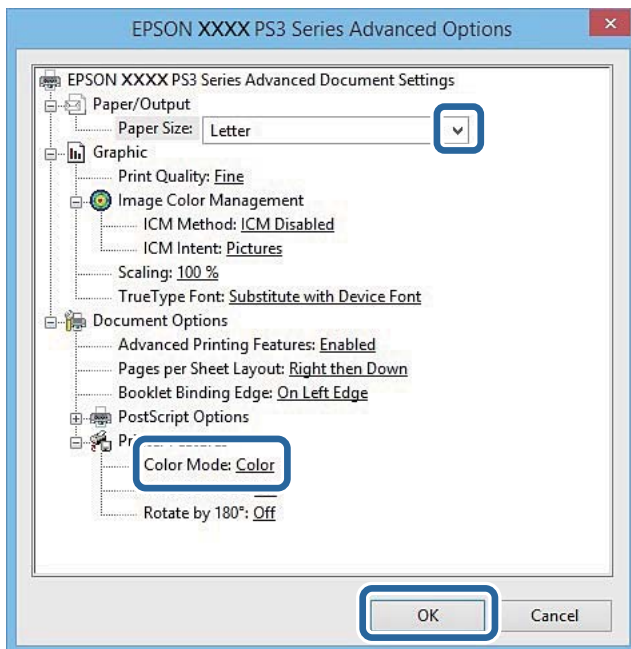 EPSON XXXX PS3 Series Advanced Options
EPSON XXXX PS3 Series Advanced Document Settings
Paper/Output
Paper Size: Letter
Graphic
Print Quality: Fine
Image Color Management
ICM Method: ICM Disabled
ICM Intent: Pictures
Scaling: 100 %
TrueType Font: Substitute with Device Font
Document Options
Advanced Printing Features: Enabled
Pages per Sheet Layout: Right then Down
Booklet Binding Edge: On Left Edge
PostScript Options
Color Mode: Color
Rotate by 180°: Off
OK Cancel